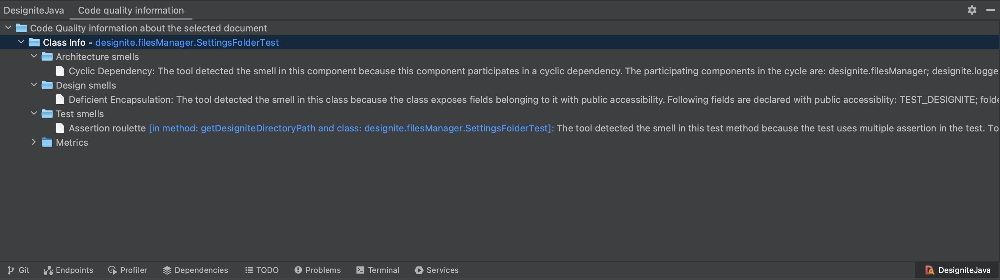 DesigniteJava Code quality information
Code Quality information about the selected document
Class Info - designite.filesManager.SettingsFolderTest
Architecture smells
Cyclic Dependency: The tool detected the smell in this component because this component participates in a cyclic dependency. The participating components in the cycle are: designite.filesManager; designite.logge
Design smells
Deficient Encapsulation: The tool detected the smell in this class because the class exposes fields belonging to it with public accessibility. Following fields are declared with public accessiblity: TEST_DESIGNITE; folde
Test smells
Assertion roulette [in method: getDesigniteDirectoryPath and class: designite.filesManager.SettingsFolderTest]: The tool detected the smell in this test method because the test uses multiple assertion in the test. To
Metrics
Git Endpoints Profiler Dependencies TODO Problems Terminal Services DesigniteJava